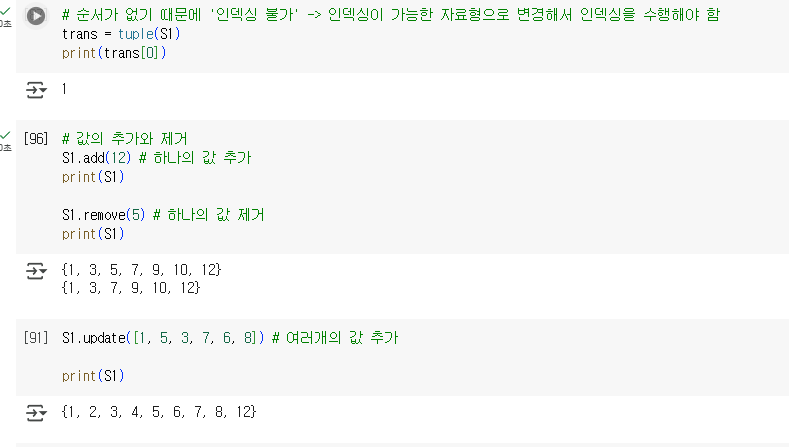 # 순서가 없기 때문에 '인덱싱 불가' -> 인덱싱이 가능한 자료형으로 변경해서 인덱싱을 수행해야 함
0초
trans = tuple(S1)
print(trans[0])
1
[96] # 값의 추가와 제거
0초
S1.add(12) # 하나의 값 추가
print(S1)
S1.remove(5) # 하나의 값 제거
print(S1)
{1, 3, 5, 7, 9, 10, 12}
{1, 3, 7, 9, 10, 12}
[91] S1.update([1, 5, 3, 7, 6, 8]) # 여러개의 값 추가
print(S1)
{1, 2, 3, 4, 5, 6, 7, 8, 12}